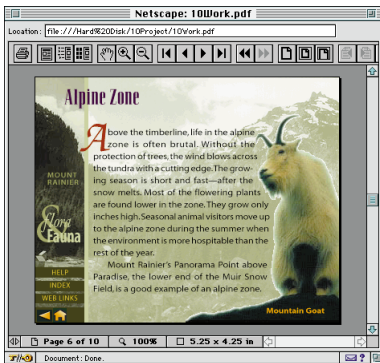 Netscape: 10Work.pdf
Location: file:///Hard%20Disk/10Project/10Work.pdf
Alpine Zone
Above the timberline, life in the alpine
zone is often brutal. Without the
protection of trees, the wind blows across
the tundra with a cutting edge. The grow-
ing season is short and fast—after the
snow melts. Most of the flowering plants
are found lower in the zone. They grow only
inches high. Seasonal animal visitors move up
to the alpine zone during the summer when
the environment is more hospitable than the
rest of the year.
Mount Rainier's Panorama Point above
Paradise, the lower end of the Muir Snow
Field, is a good example of an alpine zone.
MOUNT
RAINIER
Flora
Fauna
HELP
INDEX
WEB LINKS
Mountain Goat
Page 6 of 10
100%
5.25 x 4.25 in
Document: Done.